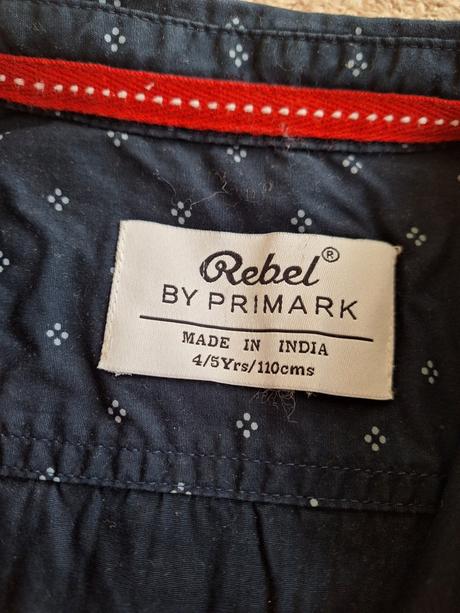 Rebel®
BY PRIMARK
MADE IN INDIA
4/5Yrs/110cms